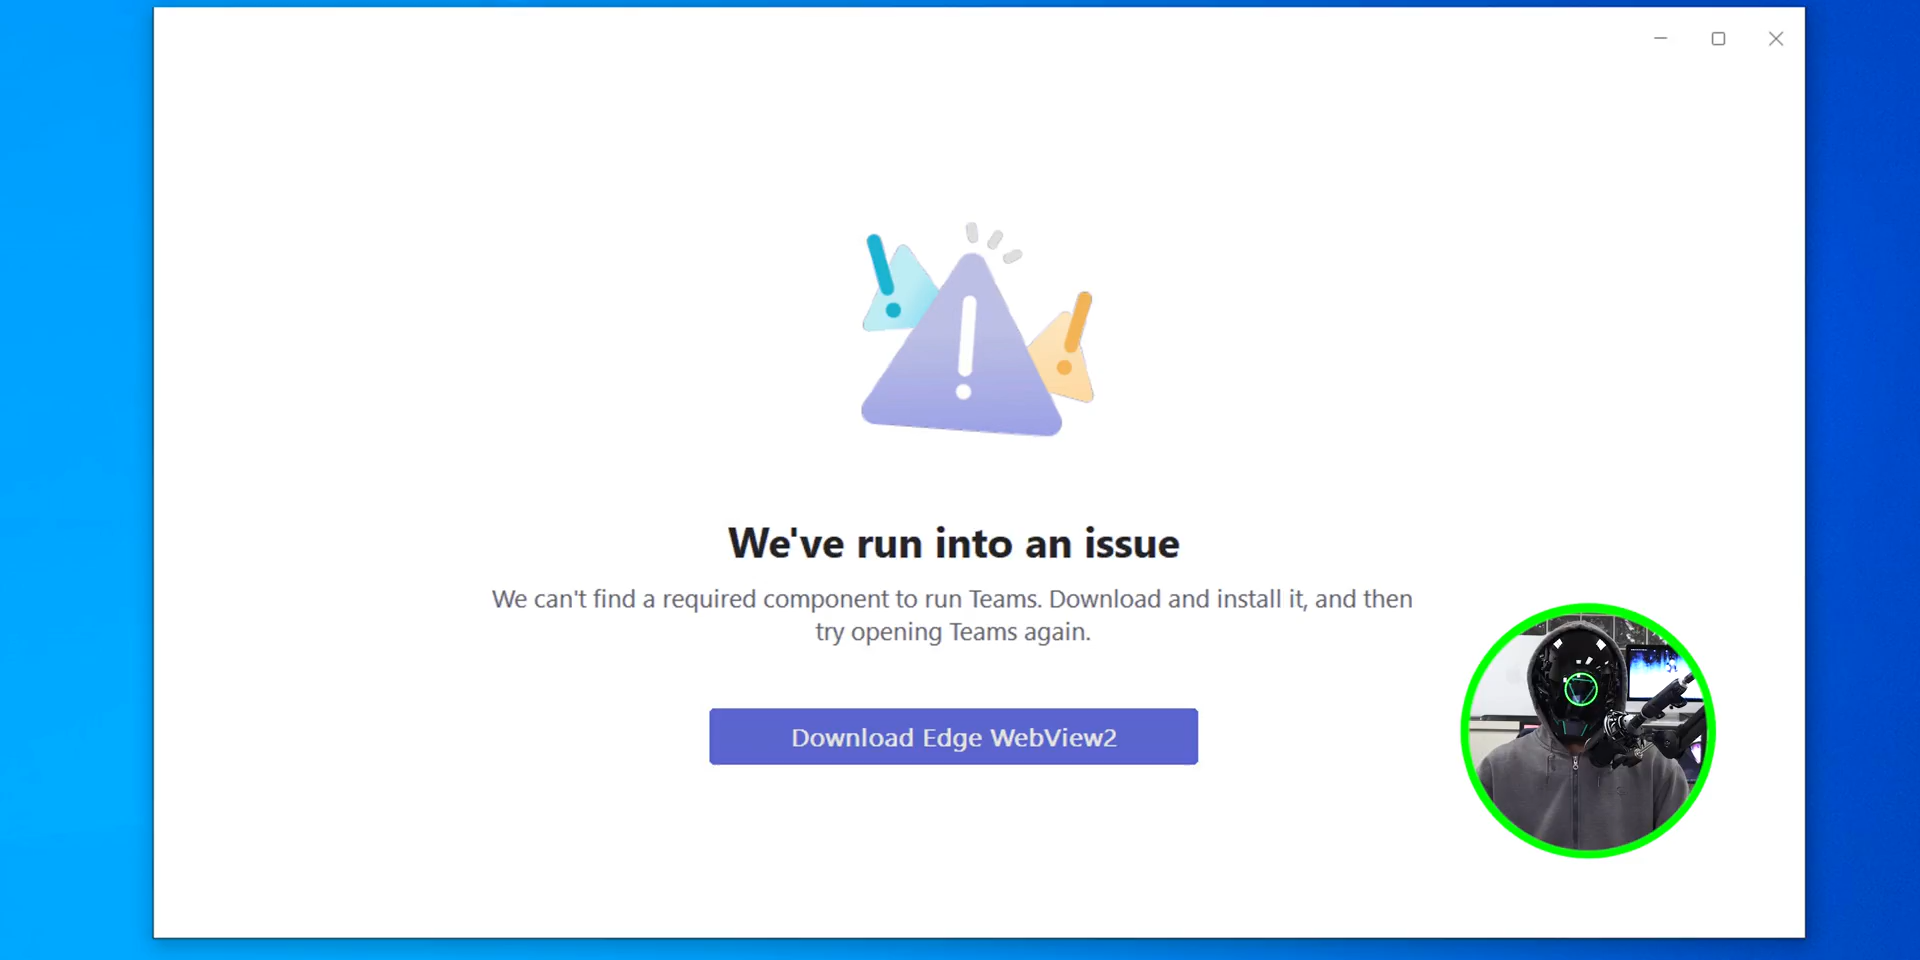 We've run into an issue
We can't find a required component to run Teams. Download and install it, and then
try opening Teams again.
Download Edge WebView2